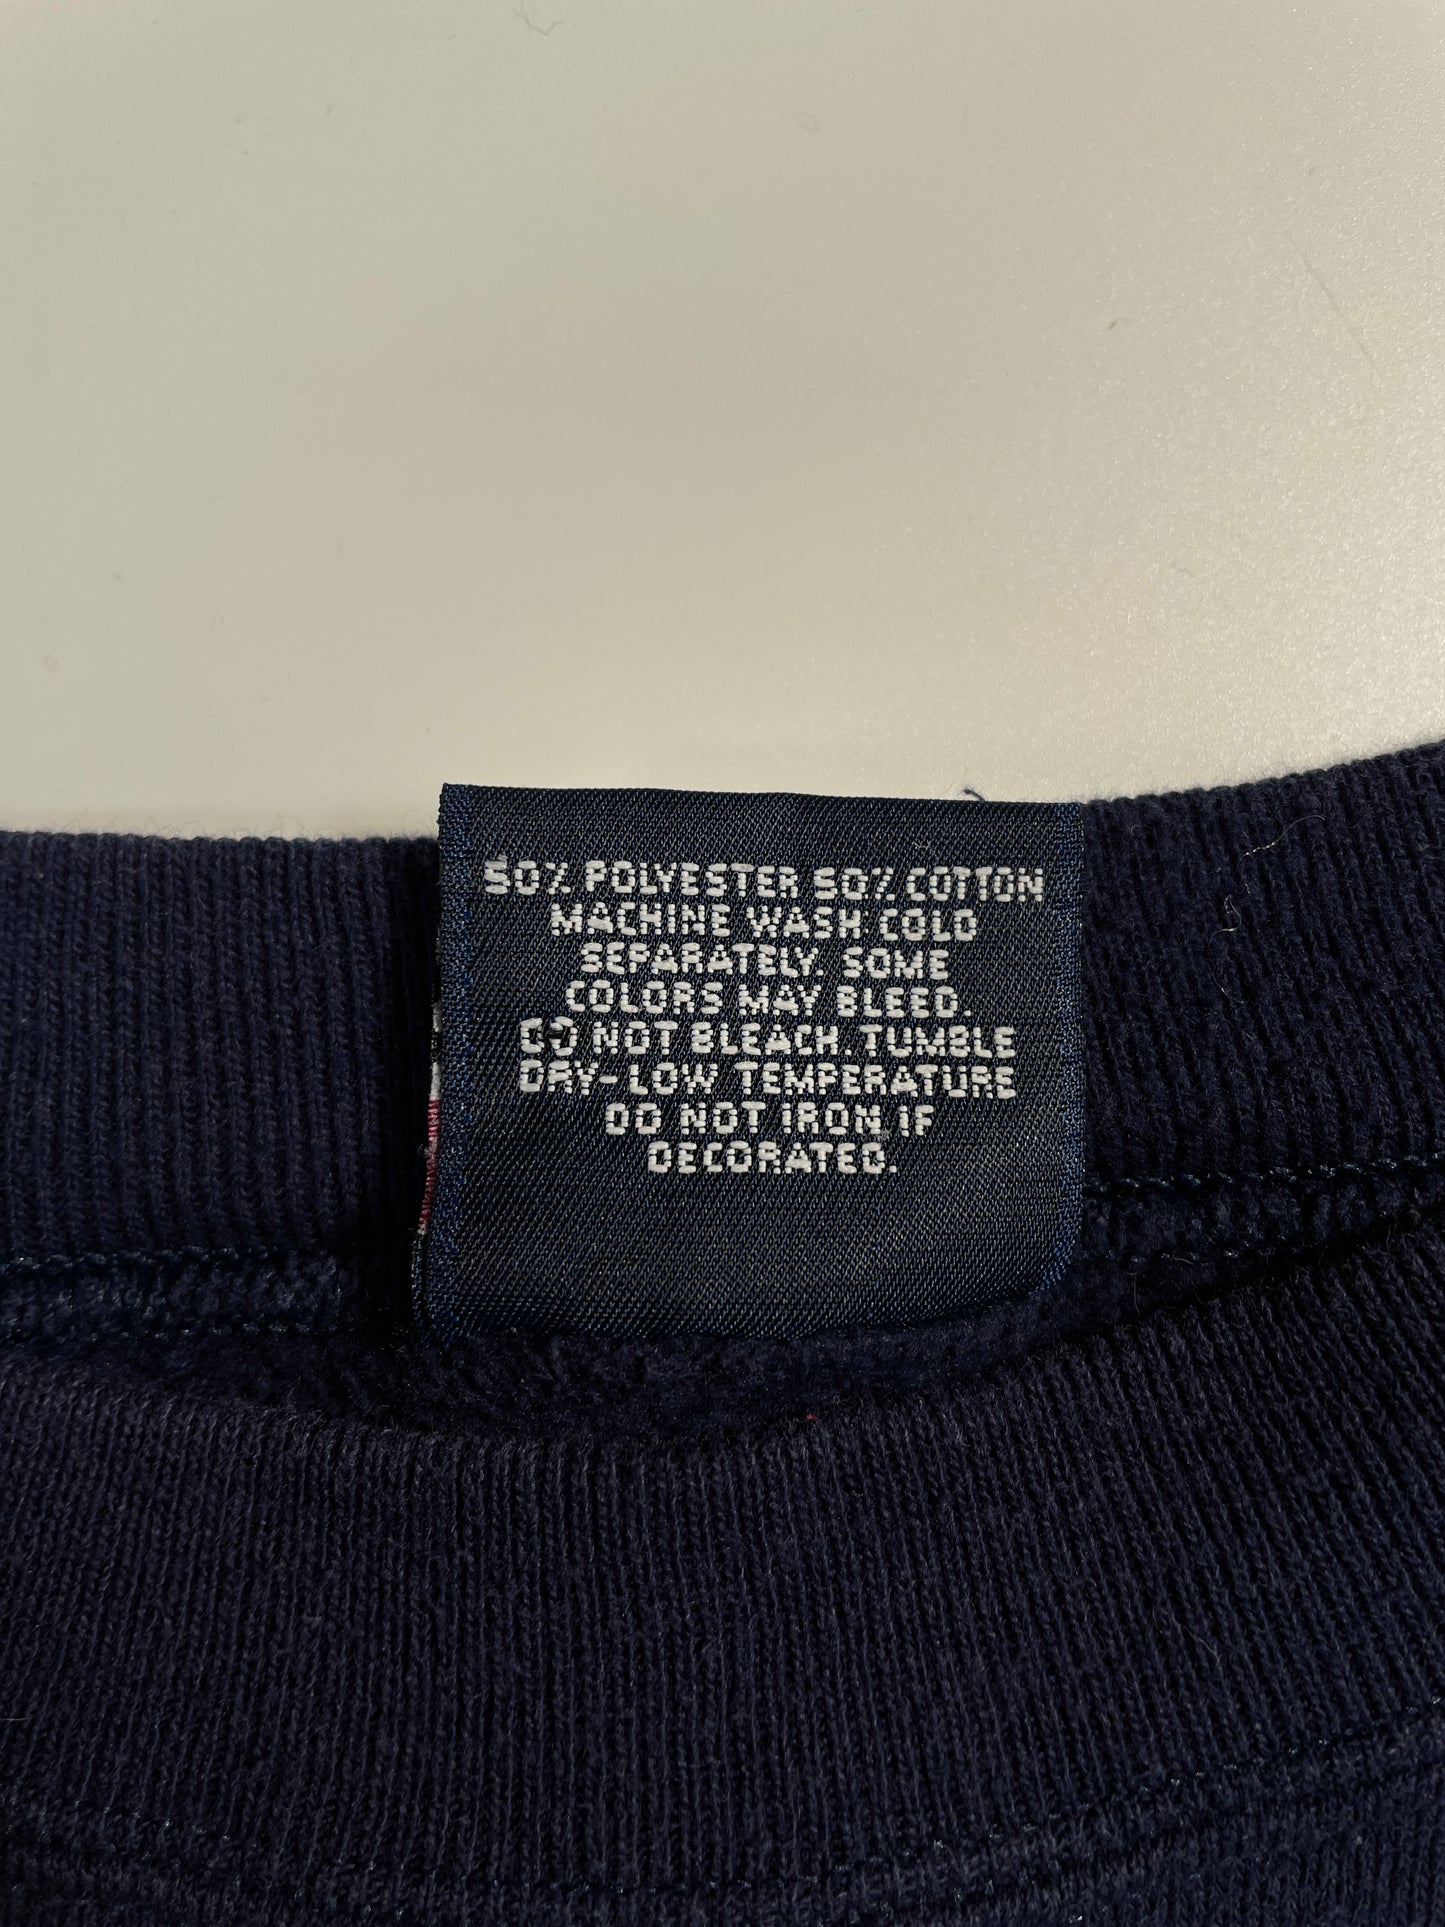 50% POLYESTER 50% COTTON
MACHINE WASH COLD
SEPARATELY. SOME
COLORS MAY BLEED.
DO NOT BLEACH. TUMBLE
DRY-LOW TEMPERATURE
DO NOT IRON IF
DECORATED.